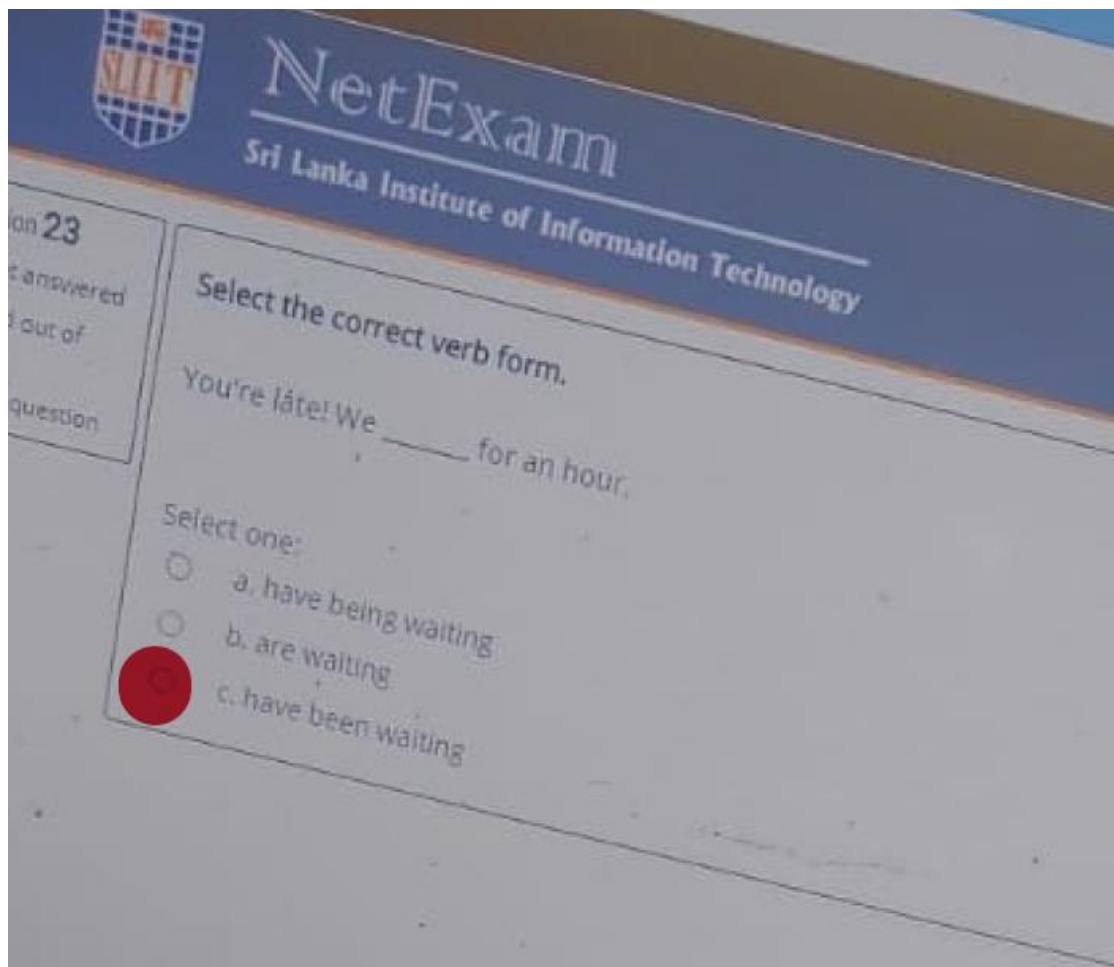 SLIIT
NetExam
Sri Lanka Institute of Information Technology
ion 23
answered
out of
question
Select the correct verb form.
You're late! We ______ for an hour.
Select one:
a. have being waiting
b. are waiting
c. have been waiting